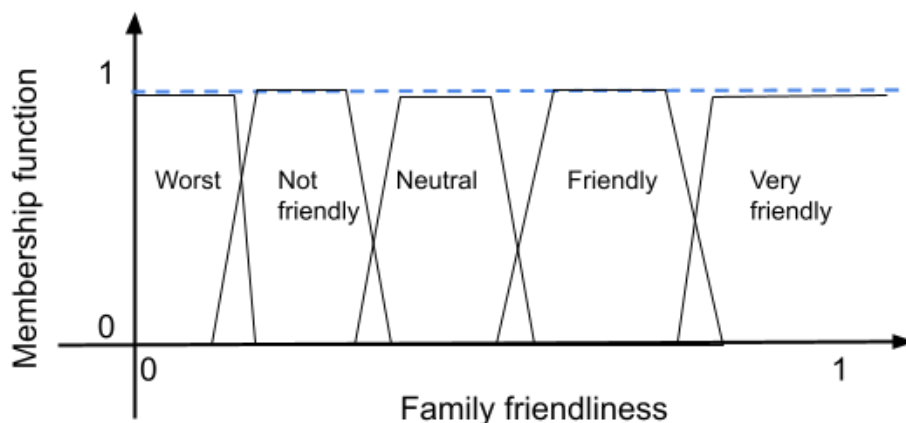 1
Membership function
Worst
Not
friendly
Neutral
Friendly
Very
friendly
0
0
1
Family friendliness